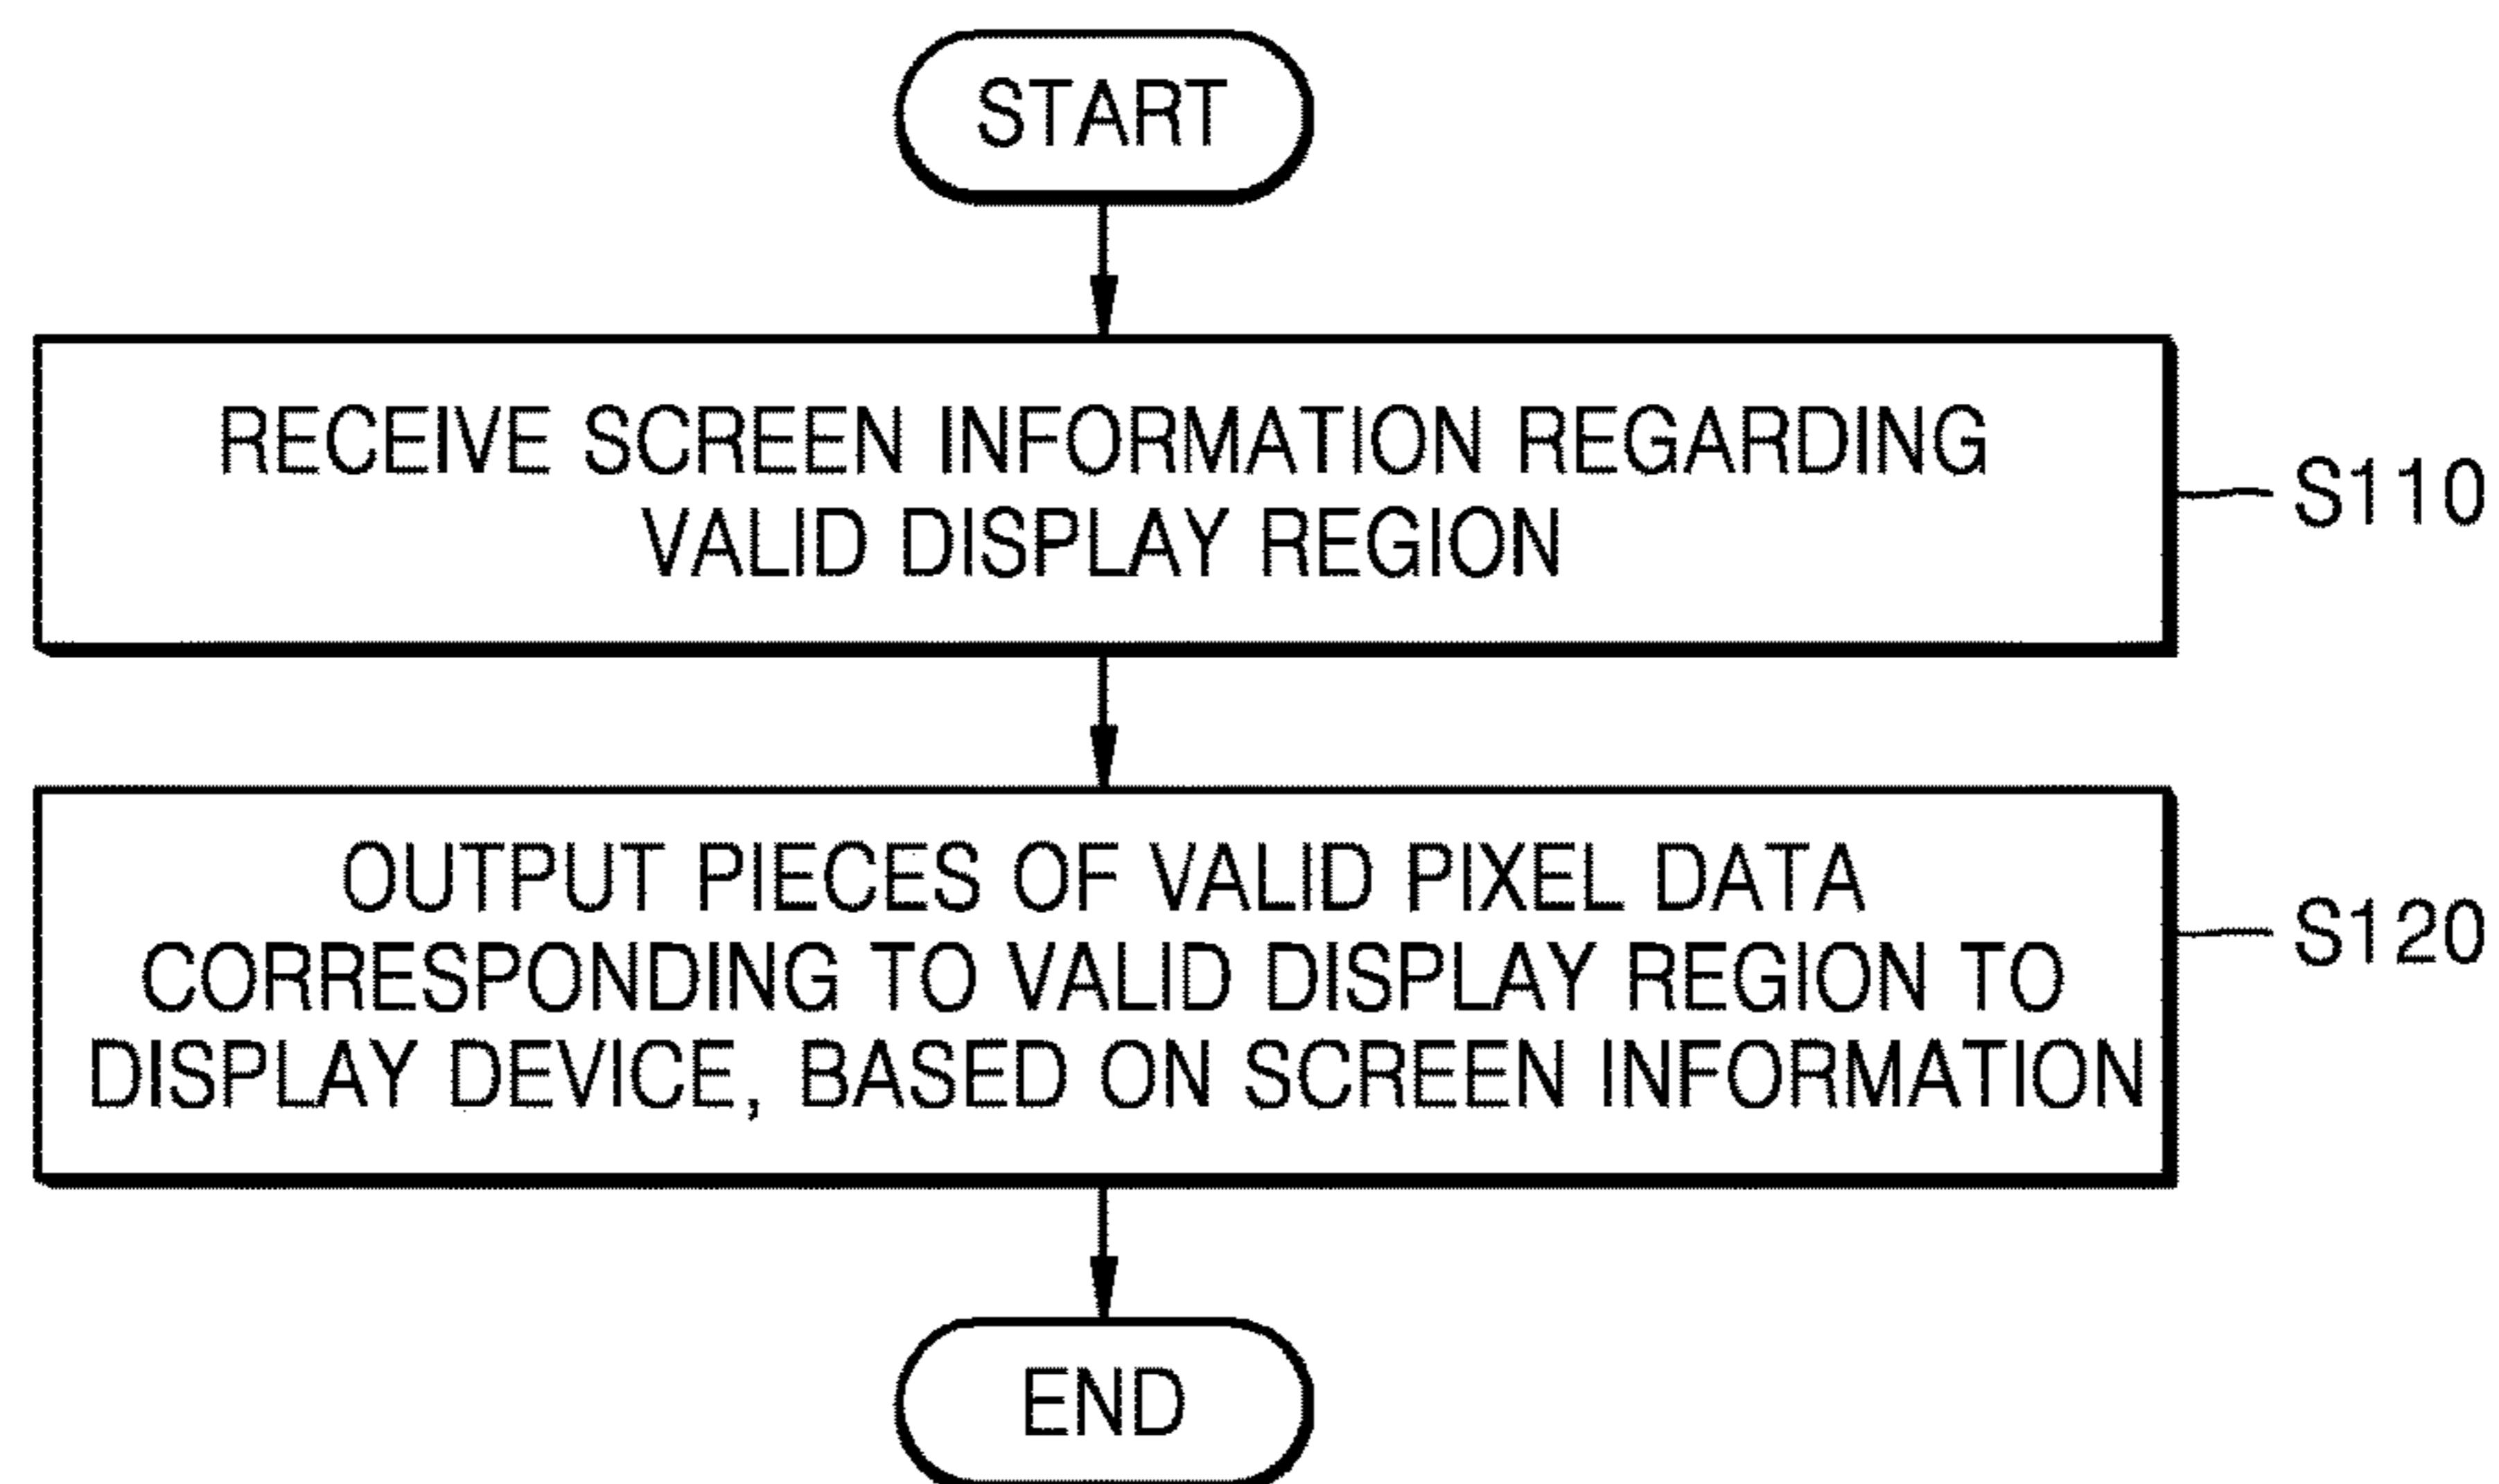 START
RECEIVE SCREEN INFORMATION REGARDING
VALID DISPLAY REGION
S110
OUTPUT PIECES OF VALID PIXEL DATA
CORRESPONDING TO VALID DISPLAY REGION TO
DISPLAY DEVICE, BASED ON SCREEN INFORMATION
S120
END